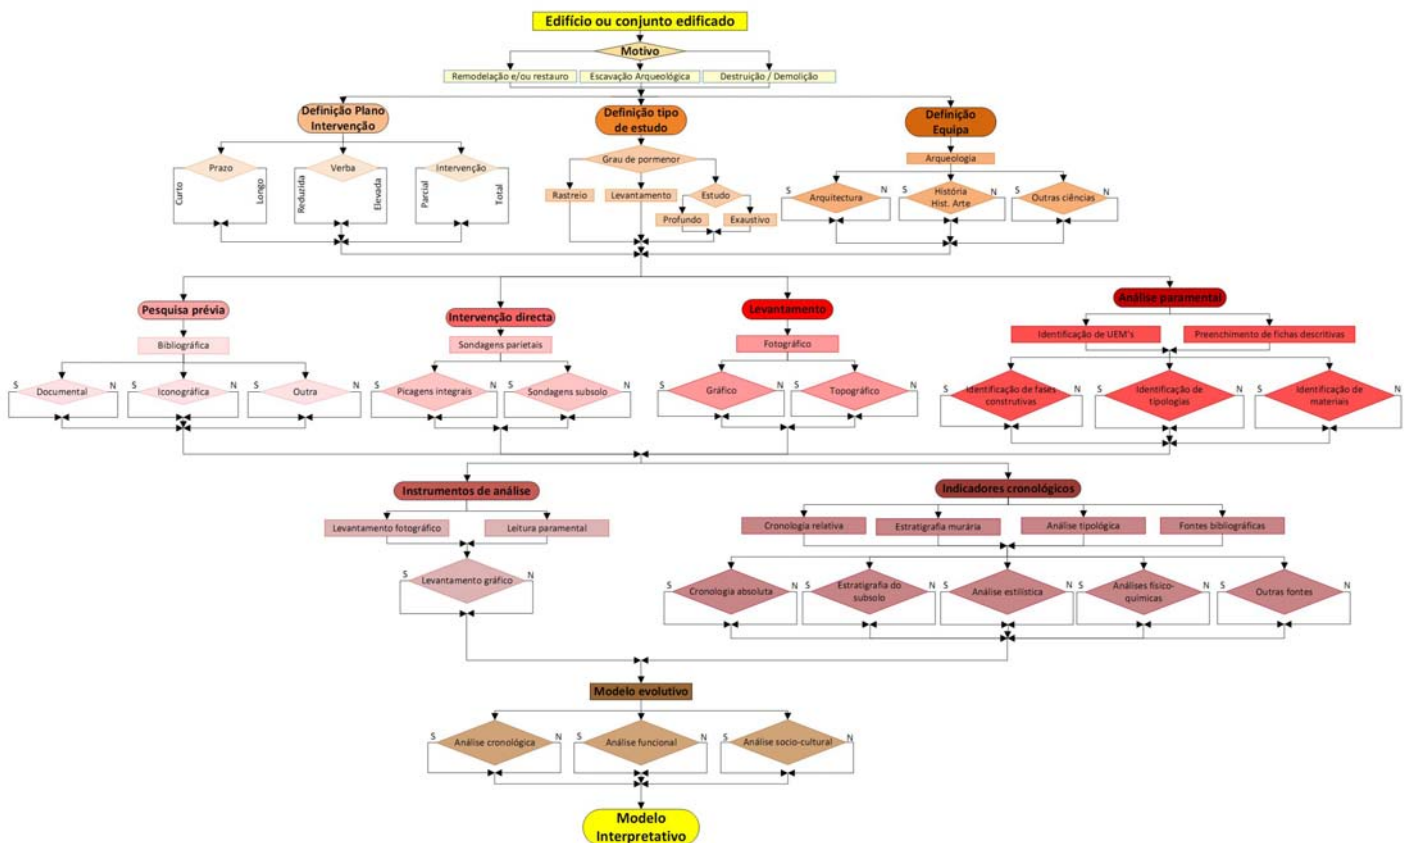 Edifício ou conjunto edificado
Motivo
Remodelação e/ou restauro
Escavação Arqueológica
Destruição / Demolição
Definição Plano
Intervenção
Definição tipo
de estudo
Definição
Equipa
Prazo
Curto
Longo
Verba
Reduzida
Elevada
Intervenção
Parcial
Total
Grau de pormenor
Rastreio
Levantamento
Estudo
Profundo
Exaustivo
Arqueologia
S
Arquitectura
N
S
História
Hist. Arte
N
S
Outras ciências
N
Pesquisa prévia
Intervenção directa
Levantamento
Análise paramental
Bibliográfica
S
Documental
N
S
Iconográfica
N
S
Outra
N
Sondagens parietais
S
Picagens integrais
N
S
Sondagens subsolo
N
Fotográfico
S
Gráfico
N
S
Topográfico
N
Identificação de UEM's
Preenchimento de fichas descritivas
S
Identificação de fases
construtivas
N
S
Identificação de
tipologias
N
S
Identificação de
materiais
N
Instrumentos de análise
Indicadores cronológicos
Levantamento fotográfico
Leitura paramental
S
Levantamento gráfico
N
Cronologia relativa
Estratigrafia murária
Análise tipológica
Fontes bibliográficas
S
Cronologia absoluta
N
S
Estratigrafia do
subsolo
N
S
Análise estilística
N
S
Análises físico-
químicas
N
S
Outras fontes
N
Modelo evolutivo
S
Análise cronológica
N
S
Análise funcional
N
S
Análise socio-cultural
N
Modelo
Interpretativo